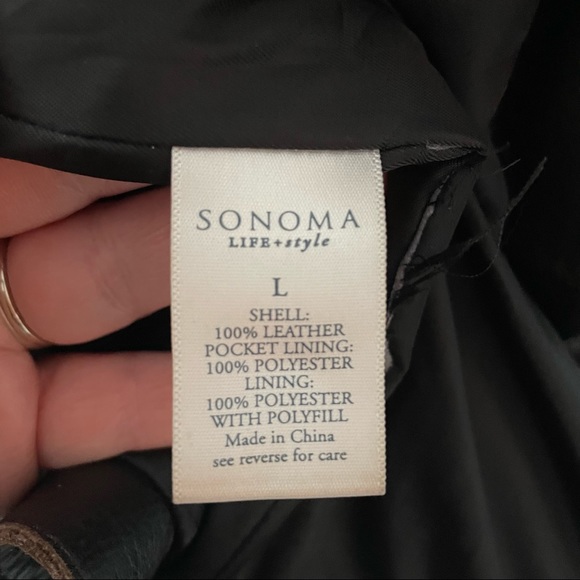 SONOMA
LIFE+style
L
SHELL:
100% LEATHER
POCKET LINING:
100% POLYESTER
LINING:
100% POLYESTER
WITH POLYFILL
Made in China
see reverse for care